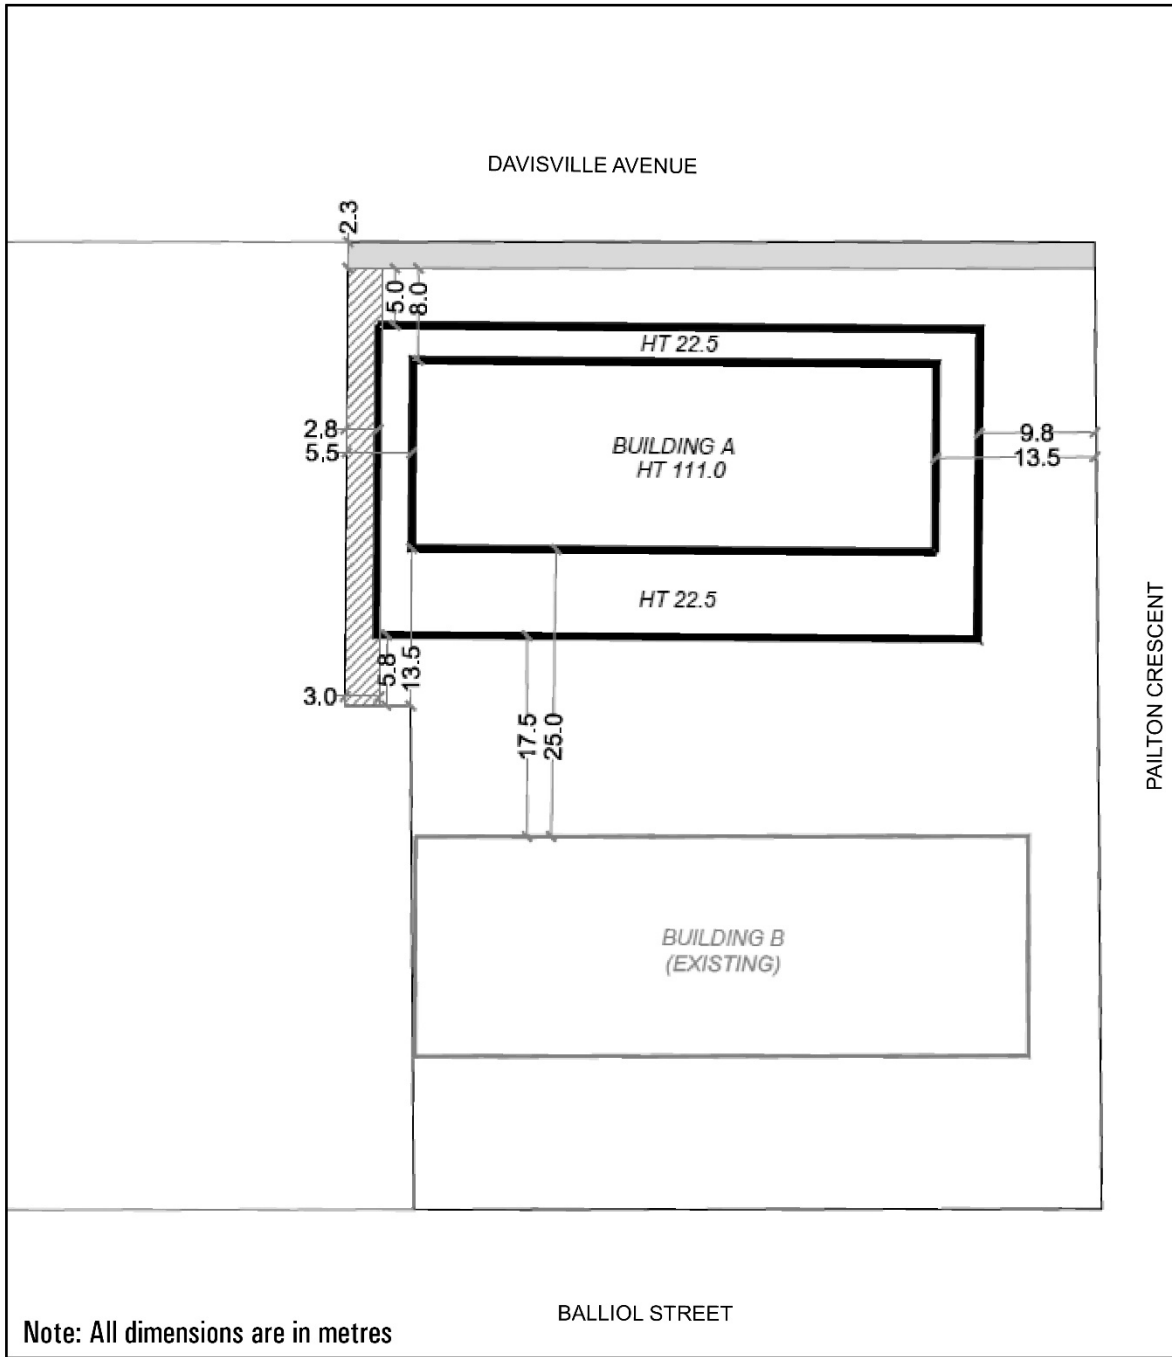 DAVISVILLE AVENUE
2.3
5.0
8.0
HT 22.5
2.8
5.5
BUILDING A
HT 111.0
9.8
13.5
HT 22.5
PAILTON CRESCENT
5.8
13.5
3.0
17.5
25.0
BUILDING B
(EXISTING)
BALLIOL STREET
Note: All dimensions are in metres